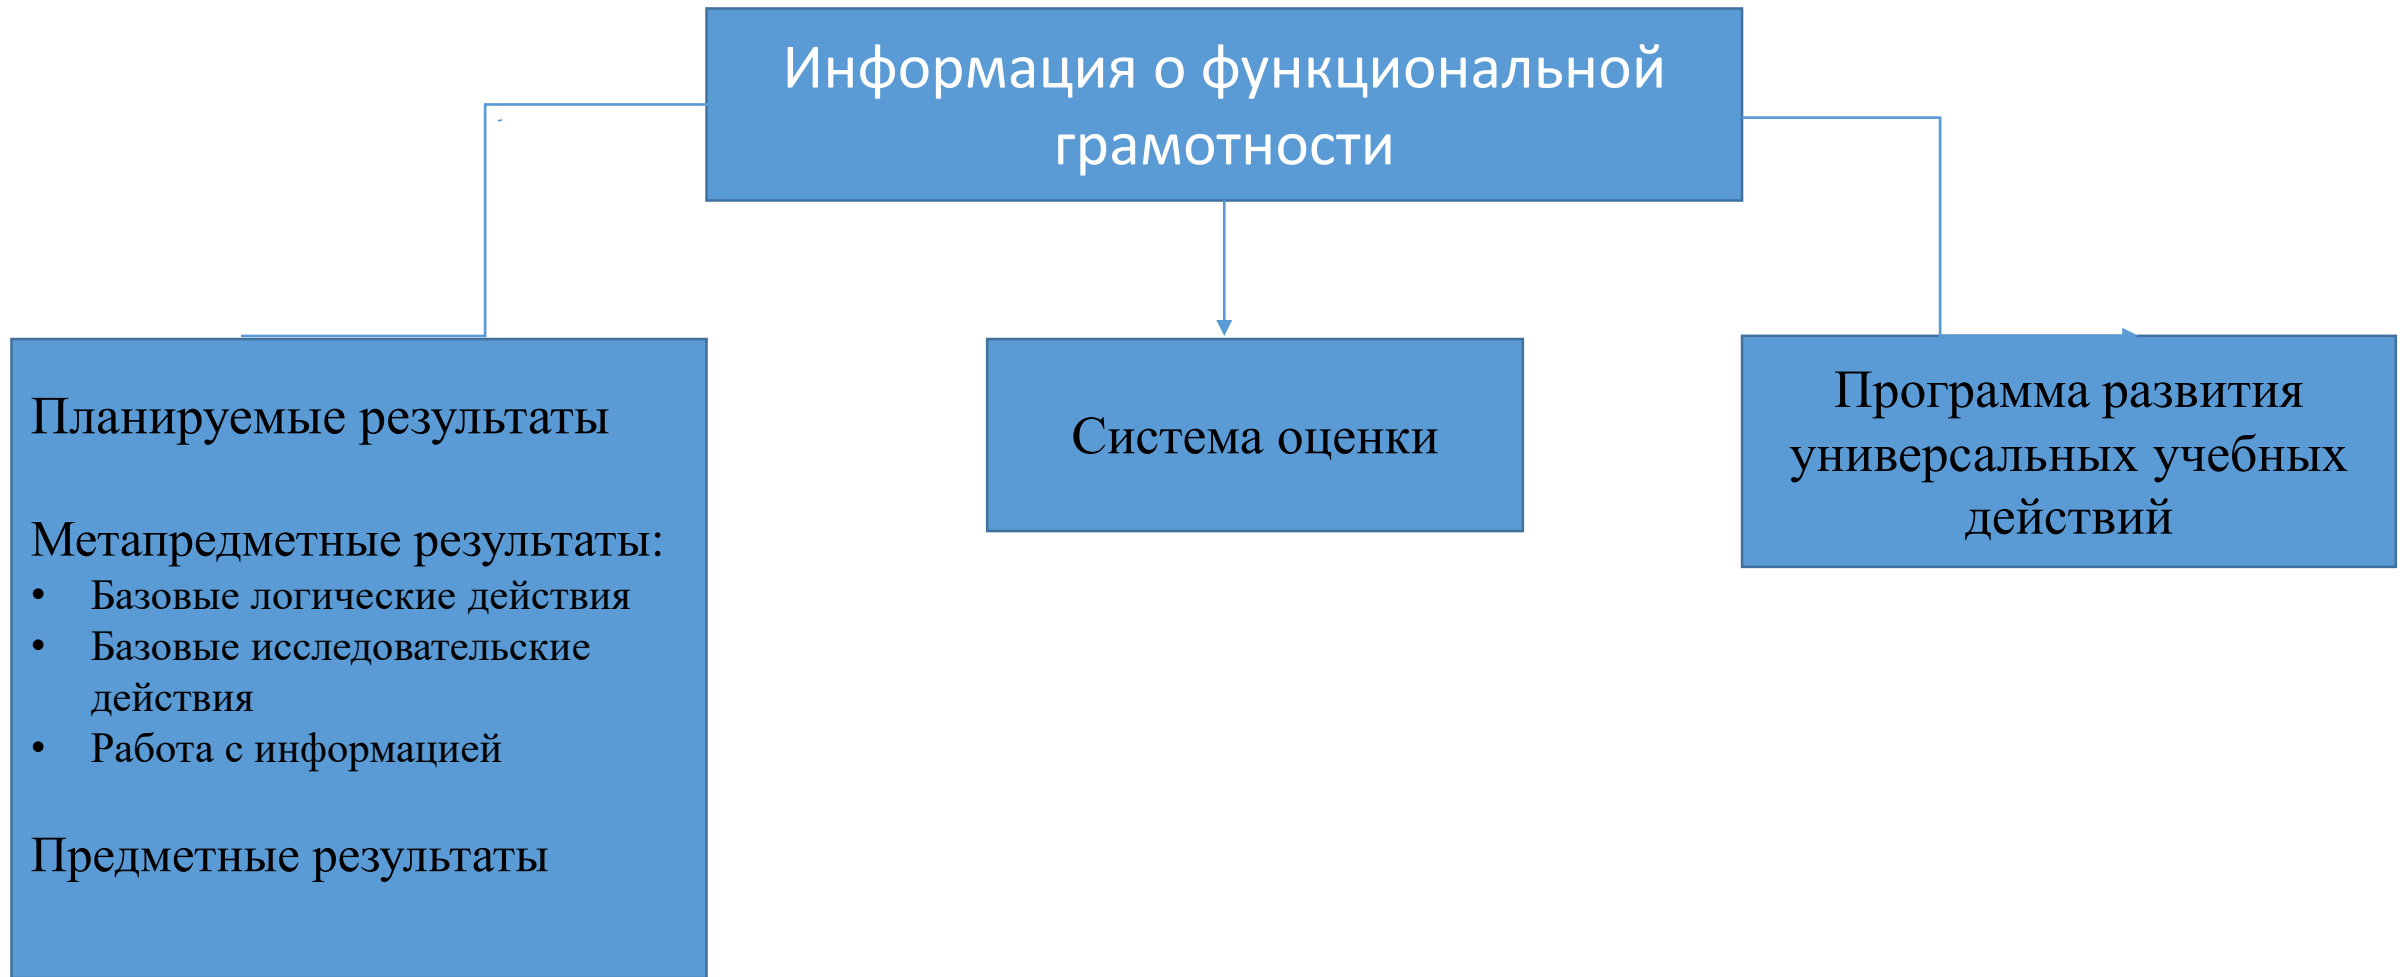 Информация о функциональной
грамотности
Планируемые результаты
Метапредметные результаты:
• Базовые логические действия
• Базовые исследовательские
действия
• Работа с информацией
Предметные результаты
Система оценки
Программа развития
универсальных учебных
действий